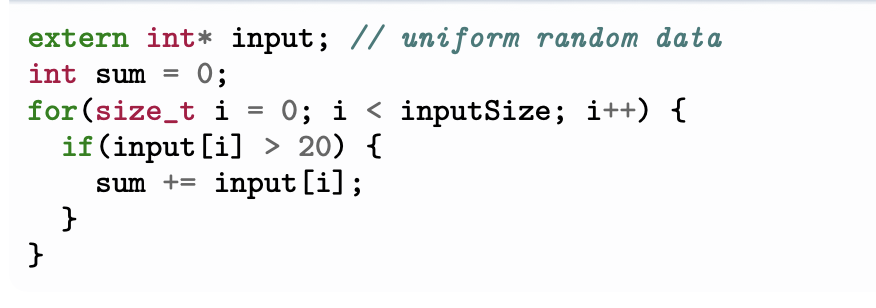 extern int* input; // uniform random data
int sum = 0;
for(size_t i = 0; i < inputSize; i++) {
  if(input[i] > 20) {
    sum += input[i];
  }
}